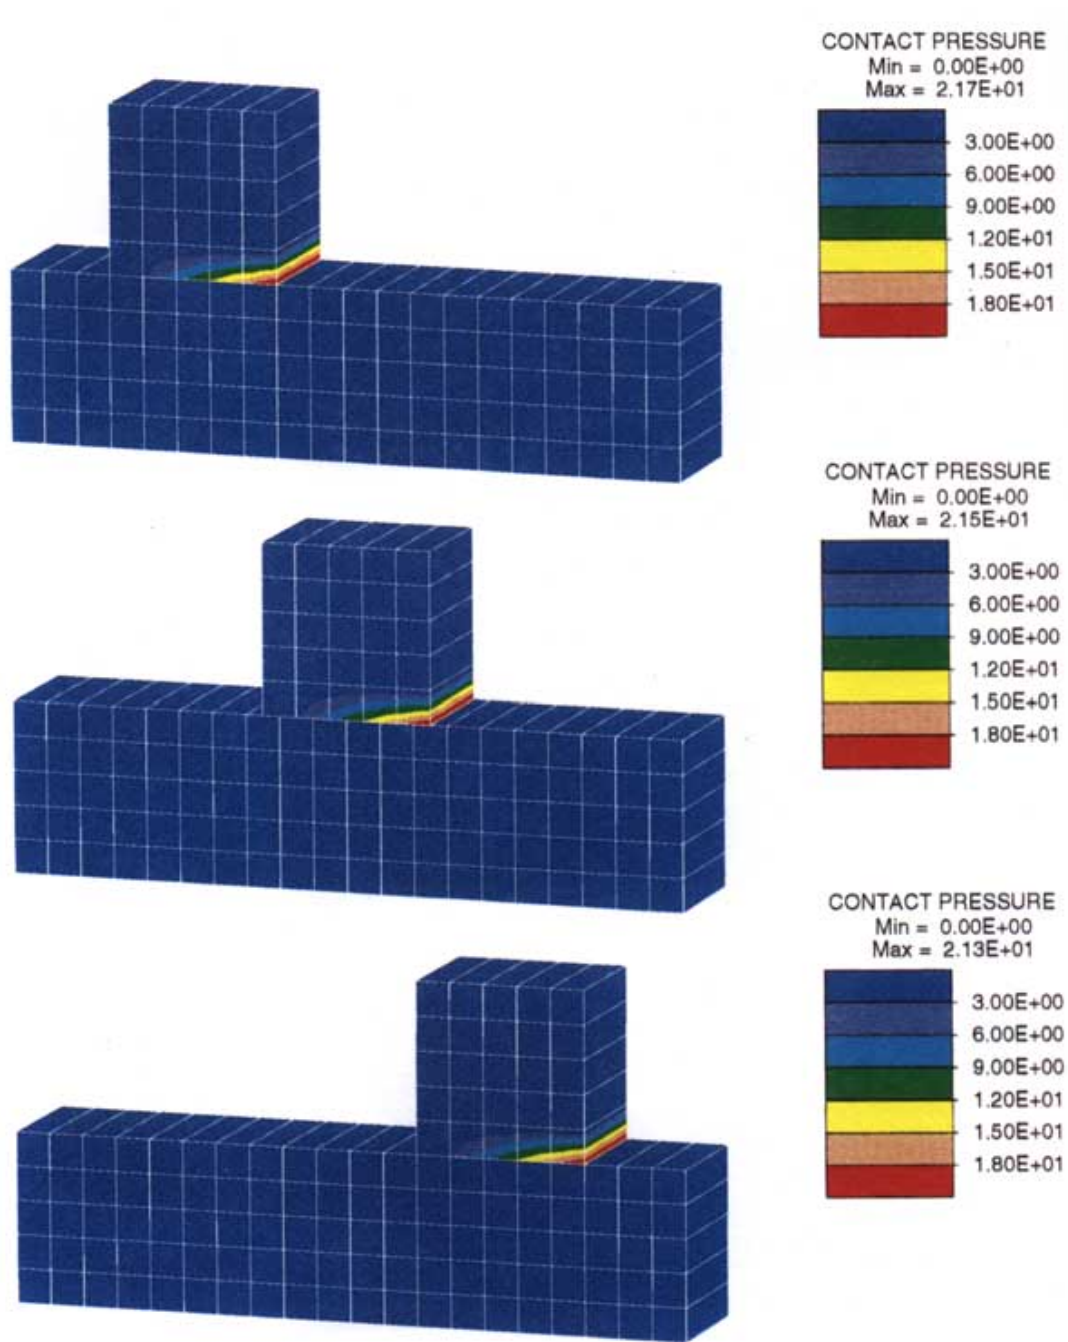 CONTACT PRESSURE
Min = 0.00E+00
Max = 2.17E+01
3.00E+00
6.00E+00
9.00E+00
1.20E+01
1.50E+01
1.80E+01
CONTACT PRESSURE
Min = 0.00E+00
Max = 2.15E+01
3.00E+00
6.00E+00
9.00E+00
1.20E+01
1.50E+01
1.80E+01
CONTACT PRESSURE
Min = 0.00E+00
Max = 2.13E+01
3.00E+00
6.00E+00
9.00E+00
1.20E+01
1.50E+01
1.80E+01